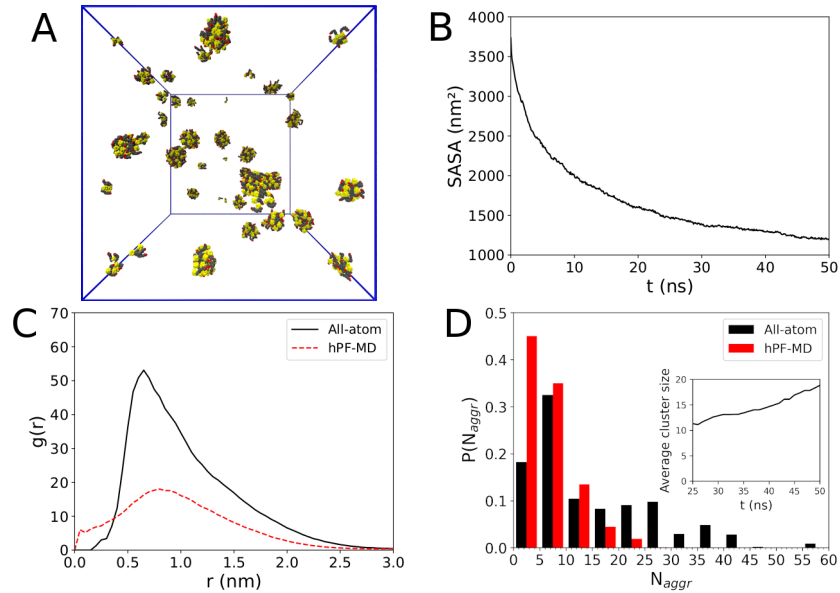 A
B
4000
3500
3000
2500
2000
1500
1000
SASA (nm²)
0 10 20 30 40 50
t (ns)
C
70
60
50
40
30
20
10
0
g(r)
All-atom
hPF-MD
0.0 0.5 1.0 1.5 2.0 2.5 3.0
r (nm)
D
0.5
0.4
0.3
0.2
0.1
0.0
P(N_aggr)
All-atom
hPF-MD
Average cluster size
20
15
10
5
0
25 30 35 40 45 50
t (ns)
0 5 10 15 20 25 30 35 40 45 50 55 60
N_aggr